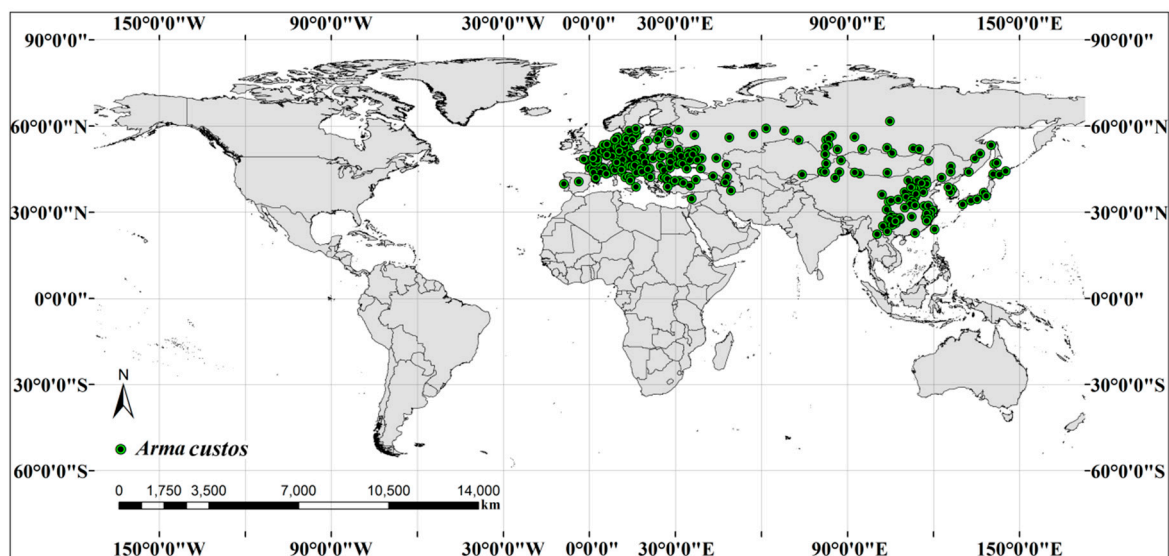 150°0'0"W 90°0'0"W 30°0'0"W 0°0'0" 30°0'0"E 90°0'0"E 150°0'0"E
90°0'0"N 90°0'0"N
60°0'0"N 60°0'0"N
30°0'0"N 30°0'0"N
0°0'0" 0°0'0"
30°0'0"S 30°0'0"S
N
Arma custos
60°0'0"S 60°0'0"S
0 1,750 3,500 7,000 10,500 14,000
km
150°0'0"W 90°0'0"W 30°0'0"W 0°0'0" 30°0'0"E 90°0'0"E 150°0'0"E